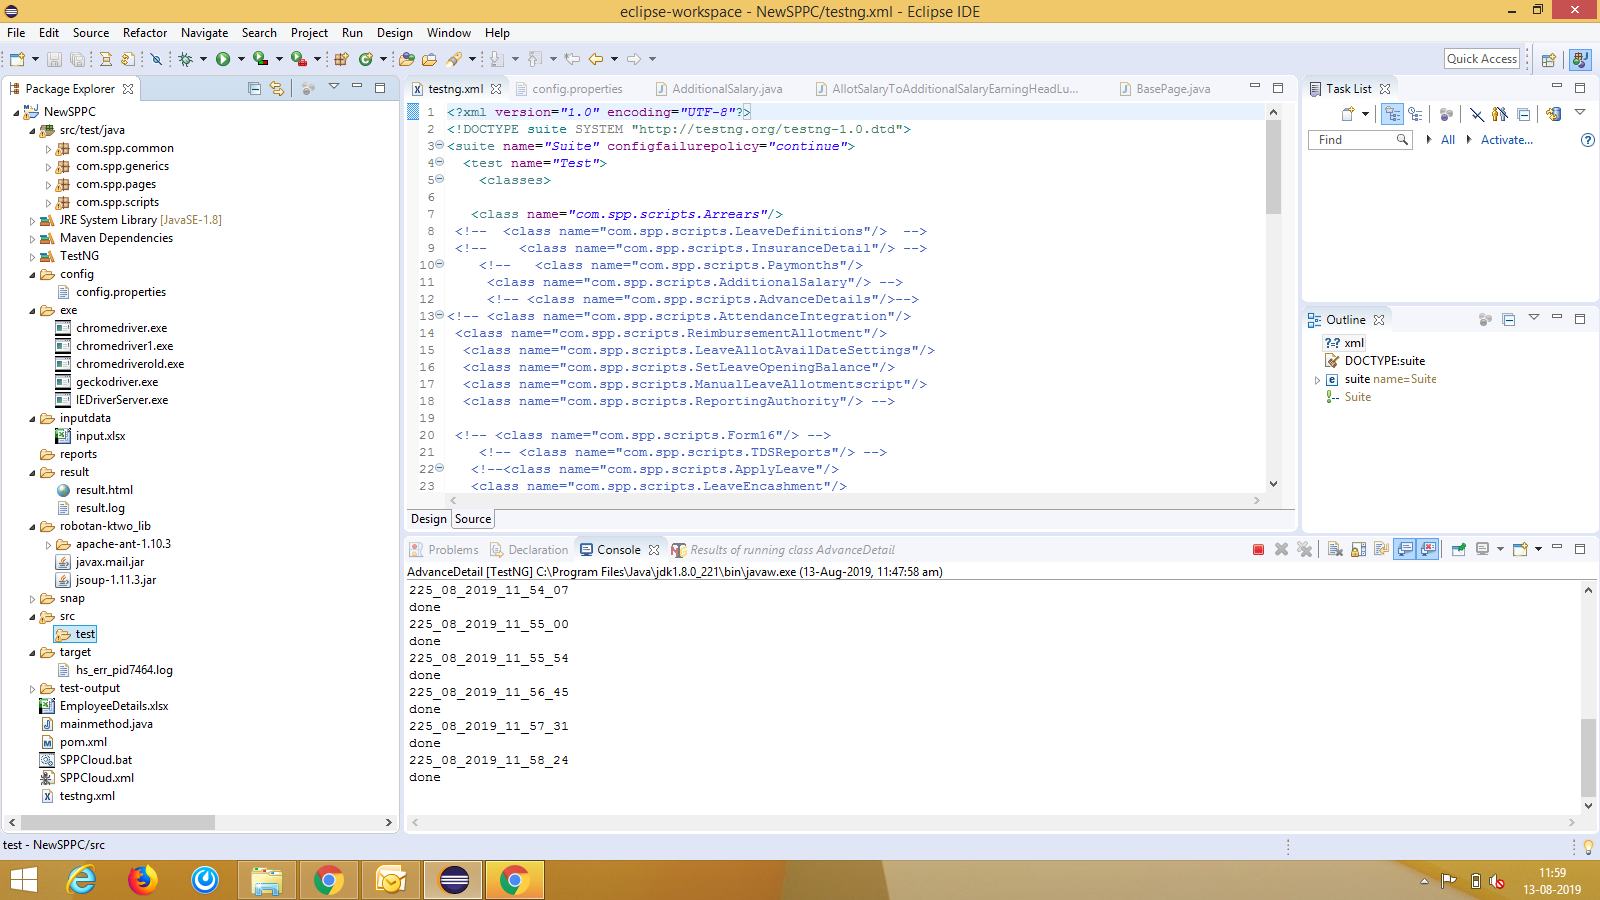 eclipse-workspace - NewSPPC/testng.xml - Eclipse IDE
File Edit Source Refactor Navigate Search Project Run Design Window Help
Quick Access
Package Explorer
NewSPPC
src/test/java
com.spp.common
com.spp.generics
com.spp.pages
com.spp.scripts
JRE System Library [JavaSE-1.8]
Maven Dependencies
TestNG
config
config.properties
exe
chromedriver.exe
chromedriver1.exe
chromedriverold.exe
geckodriver.exe
IEDriverServer.exe
inputdata
input.xlsx
reports
result
result.html
result.log
robotan-ktwo_lib
apache-ant-1.10.3
javax.mail.jar
jsoup-1.11.3.jar
snap
src
test
target
hs_err_pid7464.log
test-output
EmployeeDetails.xlsx
mainmethod.java
pom.xml
SPPCloud.bat
SPPCloud.xml
testng.xml
testng.xml config.properties AdditionalSalary.java AllotSalaryToAdditionalSalaryEarningHeadLu... BasePage.java
1 <?xml version="1.0" encoding="UTF-8"?>
2 <!DOCTYPE suite SYSTEM "http://testng.org/testng-1.0.dtd">
3 <suite name="Suite" configfailurepolicy="continue">
4 <test name="Test">
5 <classes>
6
7 <class name="com.spp.scripts.Arrears"/>
8 <!-- <class name="com.spp.scripts.LeaveDefinitions"/> -->
9 <!-- <class name="com.spp.scripts.InsuranceDetail"/> -->
10 <!-- <class name="com.spp.scripts.Paymonths"/>
11 <class name="com.spp.scripts.AdditionalSalary"/> -->
12 <!-- <class name="com.spp.scripts.AdvanceDetails"/>-->
13 <!-- <class name="com.spp.scripts.AttendanceIntegration"/>
14 <class name="com.spp.scripts.ReimbursementAllotment"/>
15 <class name="com.spp.scripts.LeaveAllotAvailDateSettings"/>
16 <class name="com.spp.scripts.SetLeaveOpeningBalance"/>
17 <class name="com.spp.scripts.ManualLeaveAllotmentscript"/>
18 <class name="com.spp.scripts.ReportingAuthority"/> -->
19
20 <!-- <class name="com.spp.scripts.Form16"/> -->
21 <!-- <class name="com.spp.scripts.TDSReports"/> -->
22 <!--<class name="com.spp.scripts.ApplyLeave"/>
23 <class name="com.spp.scripts.LeaveEncashment"/>
Design Source
Task List
Find All Activate...
Outline
xml
DOCTYPE:suite
suite name=Suite
Suite
Problems Declaration Console Results of running class AdvanceDetail
AdvanceDetail [TestNG] C:\Program Files\Java\jdk1.8.0_221\bin\javaw.exe (13-Aug-2019, 11:47:58 am)
225_08_2019_11_54_07
done
225_08_2019_11_55_00
done
225_08_2019_11_55_54
done
225_08_2019_11_56_45
done
225_08_2019_11_57_31
done
225_08_2019_11_58_24
done
test - NewSPPC/src
11:59
13-08-2019